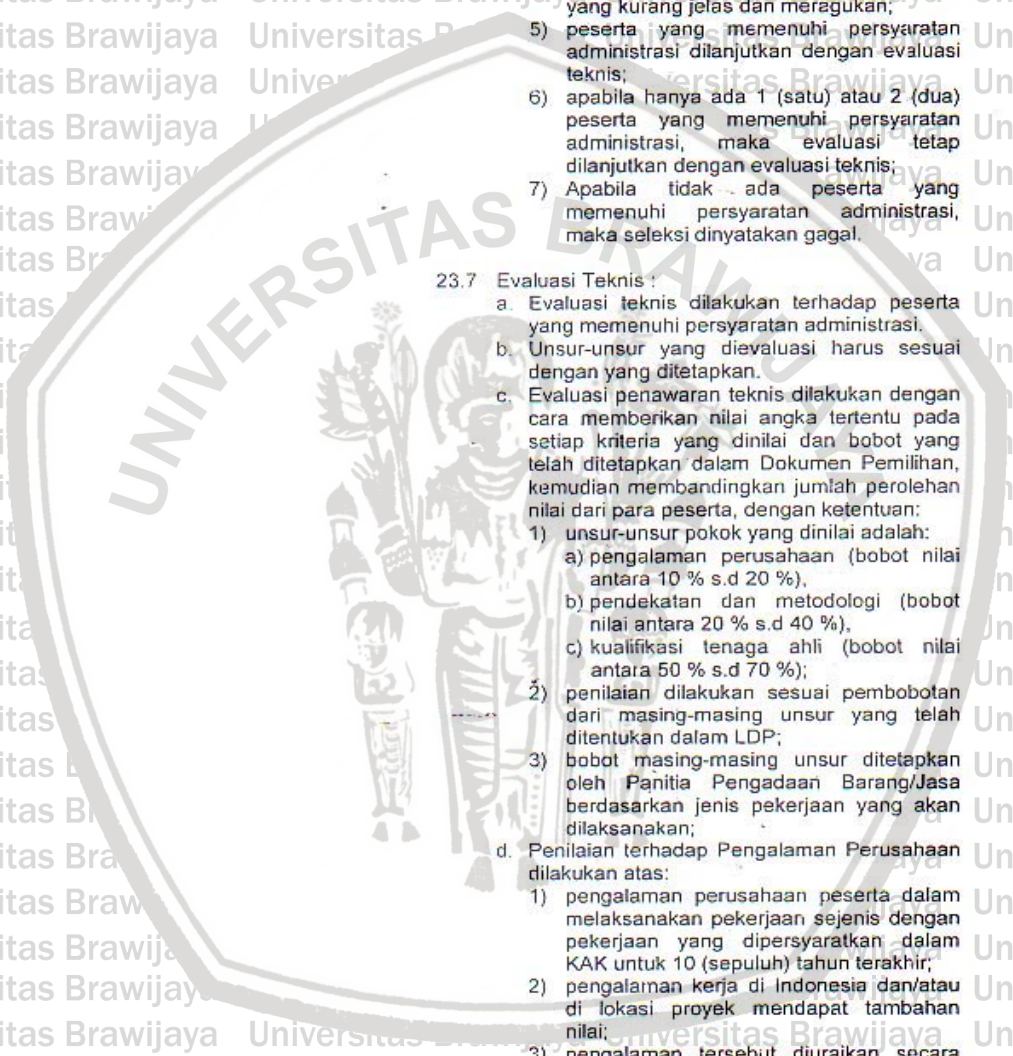 yang kurang jelas dan meragukan;
5) peserta yang memenuhi persyaratan
administrasi dilanjutkan dengan evaluasi
teknis;
6) apabila hanya ada 1 (satu) atau 2 (dua)
peserta yang memenuhi persyaratan
administrasi, maka evaluasi tetap
dilanjutkan dengan evaluasi teknis;
7) Apabila tidak ada peserta yang
memenuhi persyaratan administrasi,
maka seleksi dinyatakan gagal.
23.7 Evaluasi Teknis :
a. Evaluasi teknis dilakukan terhadap peserta
yang memenuhi persyaratan administrasi.
b. Unsur-unsur yang dievaluasi harus sesuai
dengan yang ditetapkan.
c. Evaluasi penawaran teknis dilakukan dengan
cara memberikan nilai angka tertentu pada
setiap kriteria yang dinilai dan bobot yang
telah ditetapkan dalam Dokumen Pemilihan,
kemudian membandingkan jumlah perolehan
nilai dari para peserta, dengan ketentuan:
1) unsur-unsur pokok yang dinilai adalah:
a) pengalaman perusahaan (bobot nilai
antara 10 % s.d 20 %),
b) pendekatan dan metodologi (bobot
nilai antara 20 % s.d 40 %),
c) kualifikasi tenaga ahli (bobot nilai
antara 50 % s.d 70 %);
2) penilaian dilakukan sesuai pembobotan
dari masing-masing unsur yang telah
ditentukan dalam LDP;
3) bobot masing-masing unsur ditetapkan
oleh Panitia Pengadaan Barang/Jasa
berdasarkan jenis pekerjaan yang akan
dilaksanakan;
d. Penilaian terhadap Pengalaman Perusahaan
dilakukan atas:
1) pengalaman perusahaan peserta dalam
melaksanakan pekerjaan sejenis dengan
pekerjaan yang dipersyaratkan dalam
KAK untuk 10 (sepuluh) tahun terakhir;
2) pengalaman kerja di Indonesia dan/atau
di lokasi proyek mendapat tambahan
nilai;
3) pengalaman tersebut diuraikan secara
UNIVERSITAS BRAWIJAYA